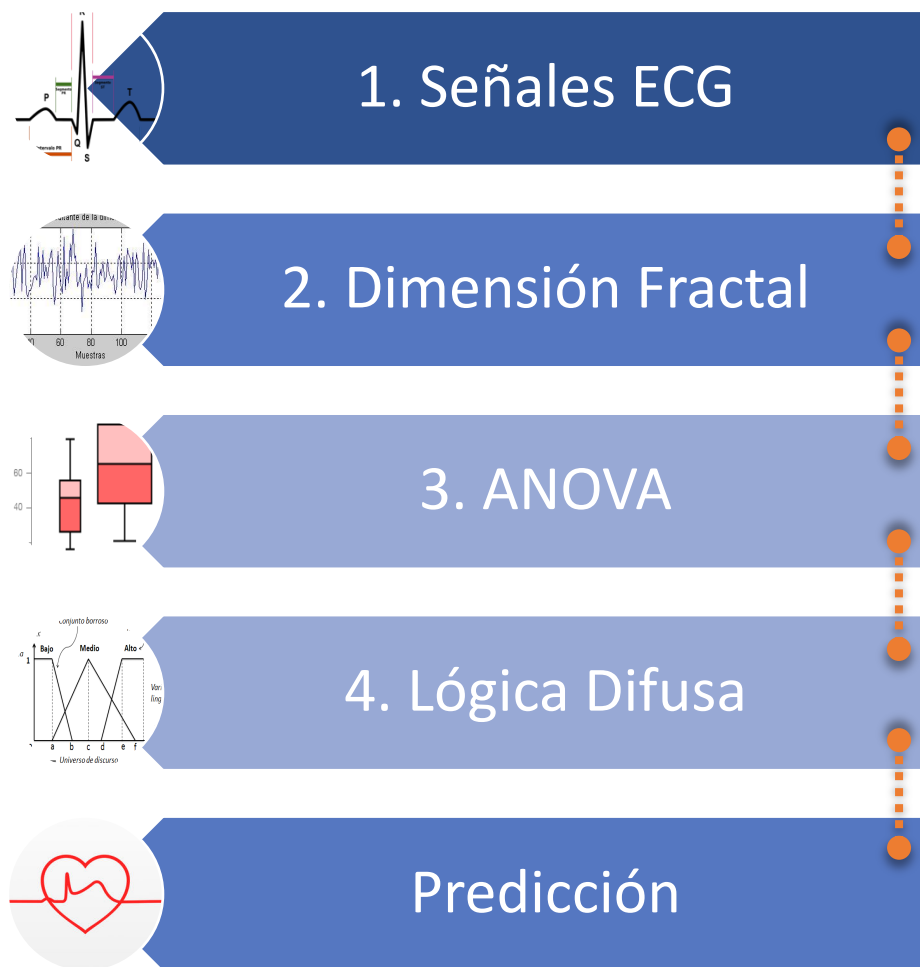 P
T
Q
S
1. Señales ECG
60
80
100
Muestras
2. Dimensión Fractal
60
40
3. ANOVA
Conjunto borroso
Bajo
Medio
Alto
1
a
b
c
d
e
f
Universo de discurso
4. Lógica Difusa
Predicción